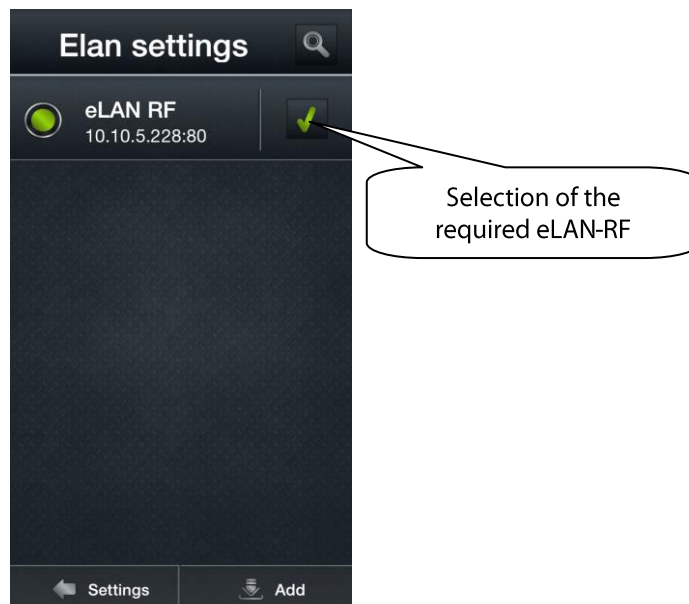 Elan settings
eLAN RF
10.10.5.228:80
Selection of the
required eLAN-RF
Settings
Add